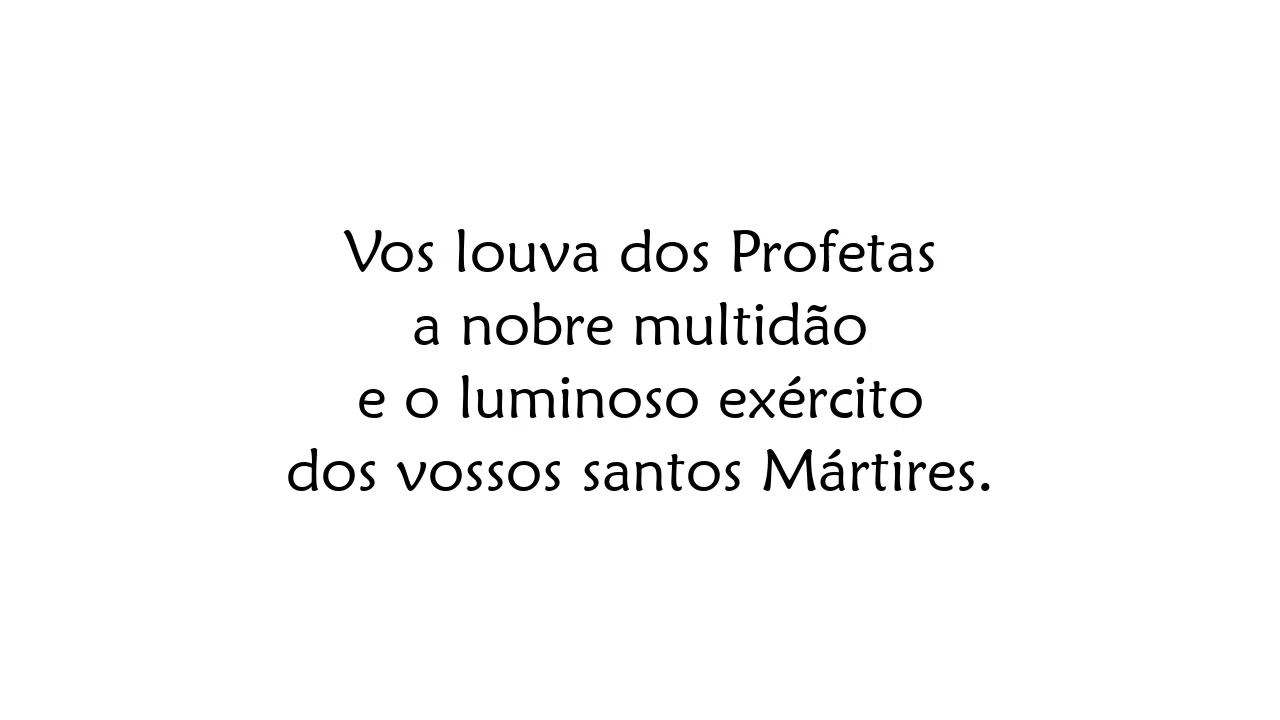 Vos louva dos Profetas
a nobre multidão
e o luminoso exército
dos vossos santos Mártires.